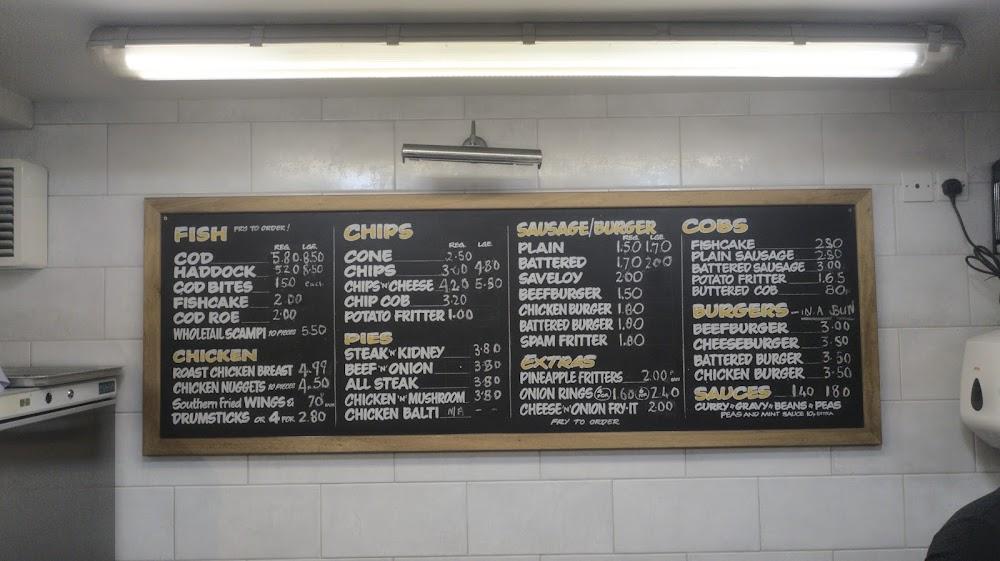 FISH FRY TO ORDER!
REG. LGE.
COD 5.80 8.50
HADDOCK 5.20 8.50
COD BITES 150 each
FISHCAKE 2.00
COD ROE 2.00
WHOLETAIL SCAMPI 10 PIECES 5.50
CHICKEN
ROAST CHICKEN BREAST 4.99
CHICKEN NUGGETS 10 PIECES 4.50
Southern Fried WINGS @ 70P
DRUMSTICKS OR 4 FOR 2.80
CHIPS
REG. LGE.
CONE 2.50
CHIPS 3.00 4.80
CHIPS 'N' CHEESE 4.20 5.80
CHIP COB 3.20
POTATO FRITTER 1.00
PIES
STEAK 'N' KIDNEY 3.80
BEEF 'N' ONION 3.80
ALL STEAK 3.80
CHICKEN 'N' MUSHROOM 3.80
CHICKEN BALTI N/A - -
SAUSAGE/BURGER
REG. LGE.
PLAIN 1.50 1.70
BATTERED 1.70 2.00
SAVELOY 2.00
BEEFBURGER 1.50
CHICKEN BURGER 1.80
BATTERED BURGER 1.80
SPAM FRITTER 1.80
EXTRAS
PINEAPPLE FRITTERS 2.00
ONION RINGS 1.60 2.40
CHEESE 'N' ONION FRY-IT 2.00
FRY TO ORDER
COBS
FISHCAKE 2.80
PLAIN SAUSAGE 2.80
BATTERED SAUSAGE 3.00
POTATO FRITTER 1.65
BUTTERED COB 80P
BURGERS - IN A BUN
BEEFBURGER 3.00
CHEESEBURGER 3.50
BATTERED BURGER 3.50
CHICKEN BURGER 3.50
SAUCES 1.40 1.80
CURRY * GRAVY * BEANS * PEAS
PEAS AND MINT SAUCE 10p EXTRA